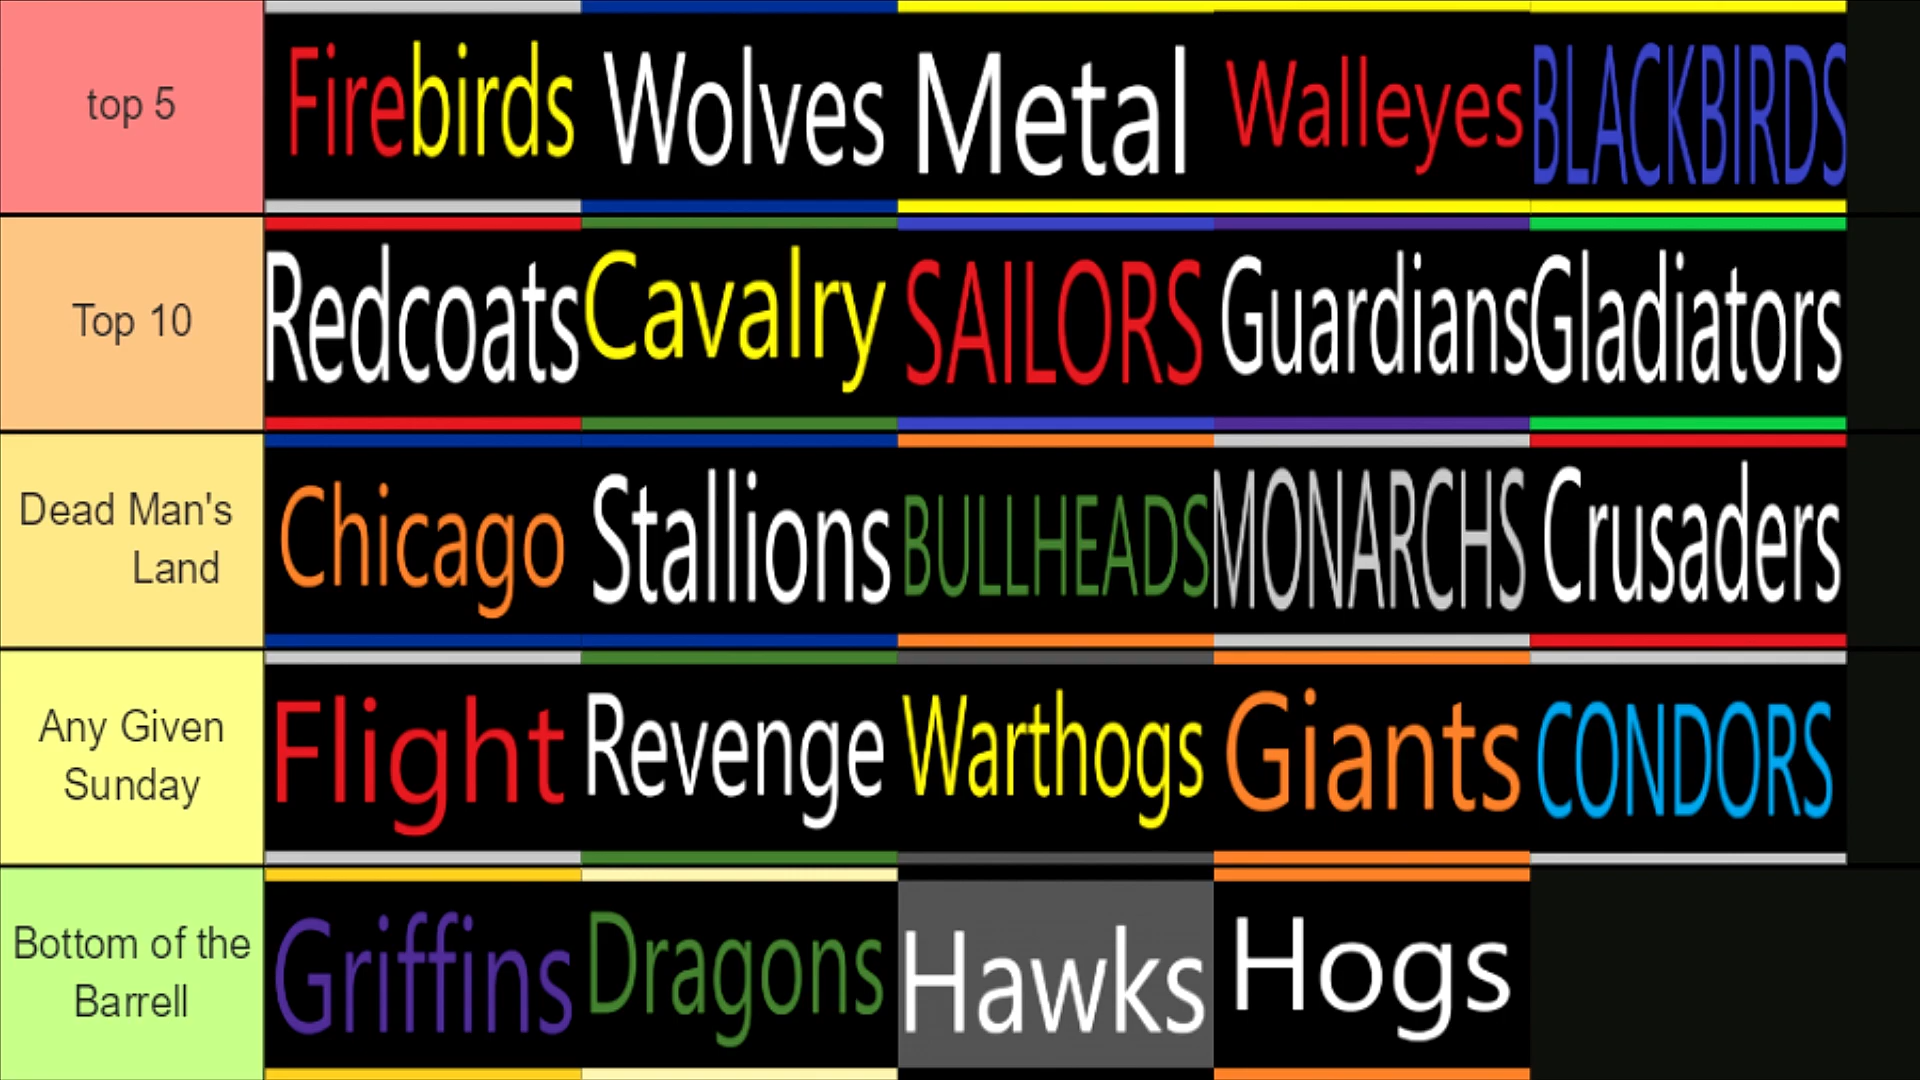 top 5
Firebirds Wolves Metal Walleyes BLACKBIRDS
Top 10
Redcoats Cavalry SAILORS Guardians Gladiators
Dead Man's
Land
Chicago Stallions BULLHEADS MONARCHS Crusaders
Any Given
Sunday
Flight Revenge Warthogs Giants CONDORS
Bottom of the
Barrell
Griffins Dragons Hawks Hogs